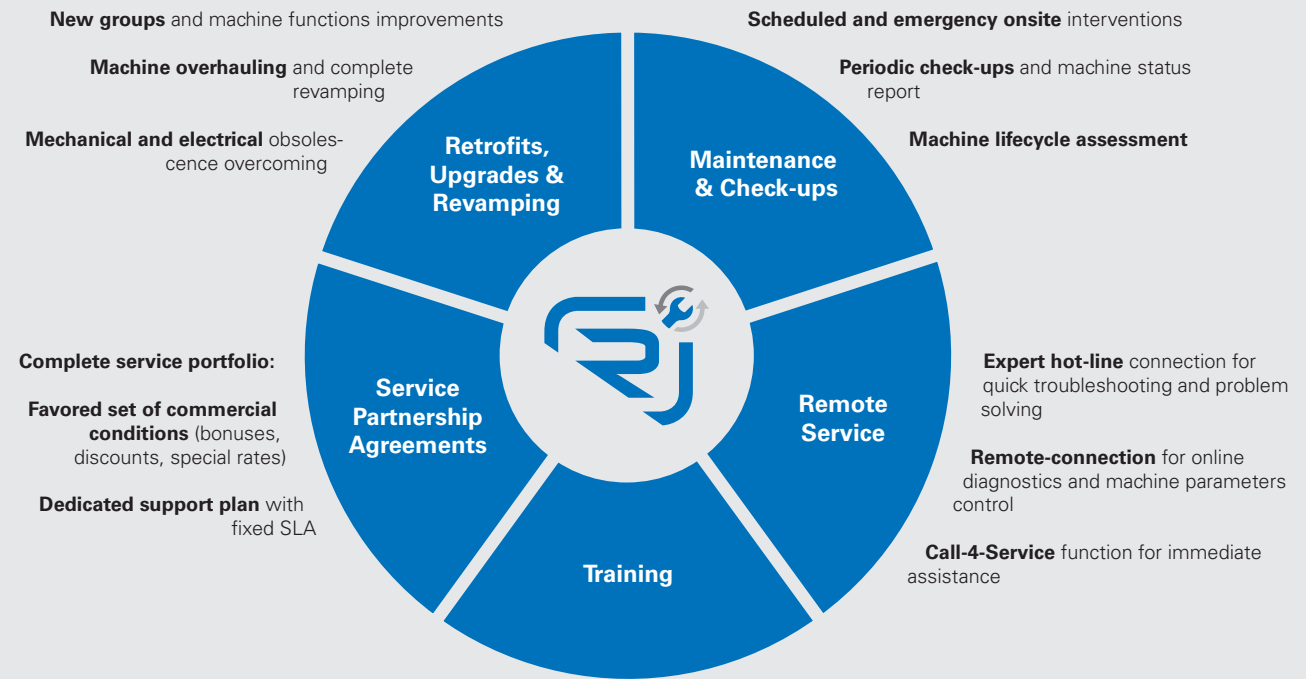 New groups and machine functions improvements
Machine overhauling and complete
revamping
Mechanical and electrical obsoles-
cence overcoming
Retrofits,
Upgrades &
Revamping
Scheduled and emergency onsite interventions
Periodic check-ups and machine status
report
Machine lifecycle assessment
Maintenance
& Check-ups
Complete service portfolio:
Favored set of commercial
conditions (bonuses,
discounts, special rates)
Dedicated support plan with
fixed SLA
Service
Partnership
Agreements
Remote
Service
Expert hot-line connection for
quick troubleshooting and problem
solving
Remote-connection for online
diagnostics and machine parameters
control
Call-4-Service function for immediate
assistance
Training